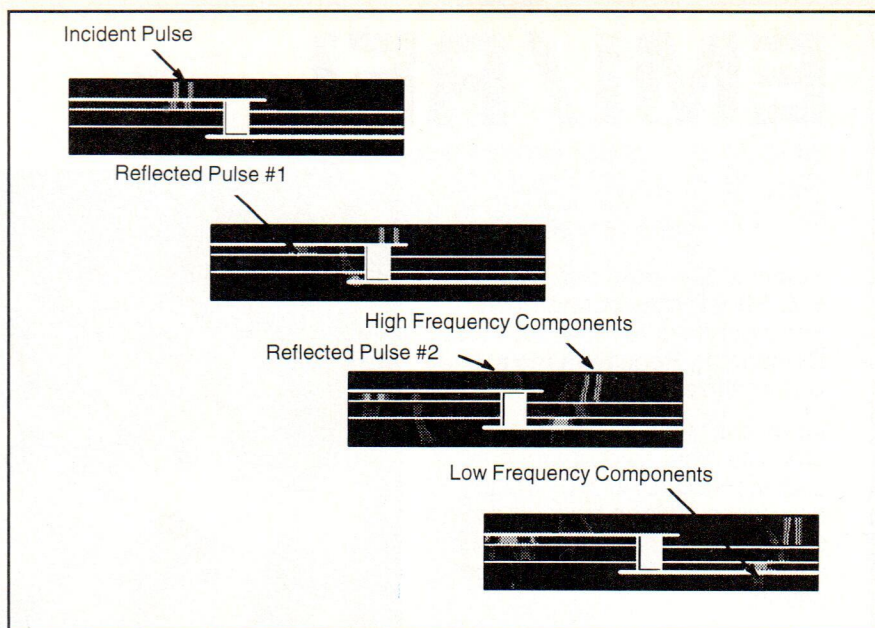 Incident Pulse
Reflected Pulse #1
High Frequency Components
Reflected Pulse #2
Low Frequency Components